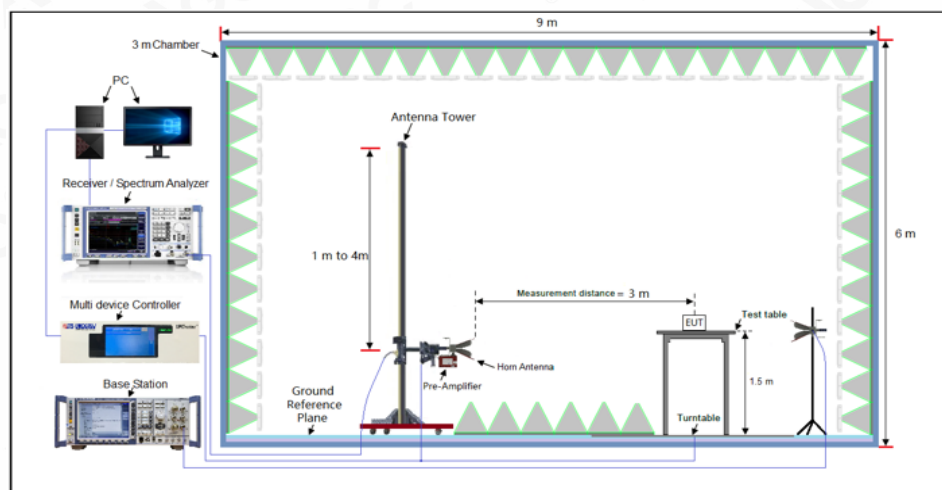 9 m
3 m Chamber
PC
Antenna Tower
Receiver / Spectrum Analyzer
1 m to 4m
6 m
Measurement distance = 3 m
Multi device Controller
EUT
Test table
Horn Antenna
Pre-Amplifier
1.5 m
Base Station
Ground
Reference
Plane
Turntable